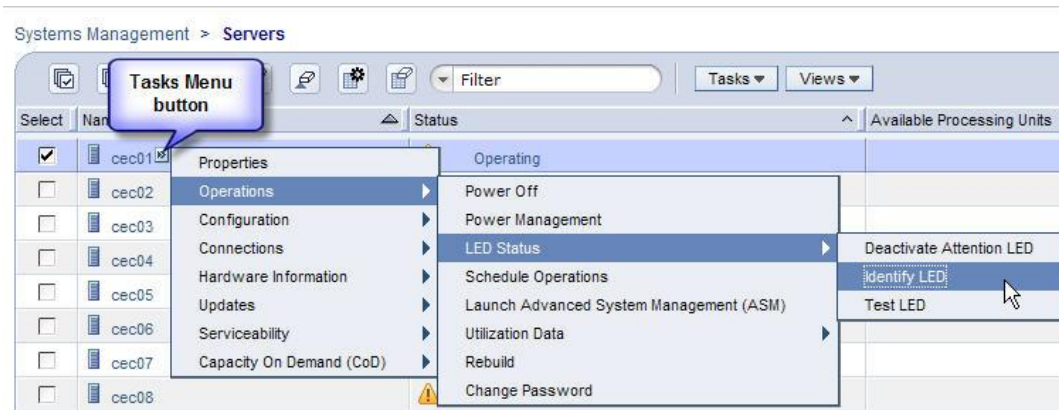 Systems Management > Servers
Tasks Menu
button
Filter
Tasks
Views
Select
Nam
Status
Available Processing Units
cec01
Operating
cec02
cec03
cec04
cec05
cec06
cec07
cec08
Properties
Operations
Configuration
Connections
Hardware Information
Updates
Serviceability
Capacity On Demand (CoD)
Power Off
Power Management
LED Status
Schedule Operations
Launch Advanced System Management (ASM)
Utilization Data
Rebuild
Change Password
Deactivate Attention LED
Identify LED
Test LED